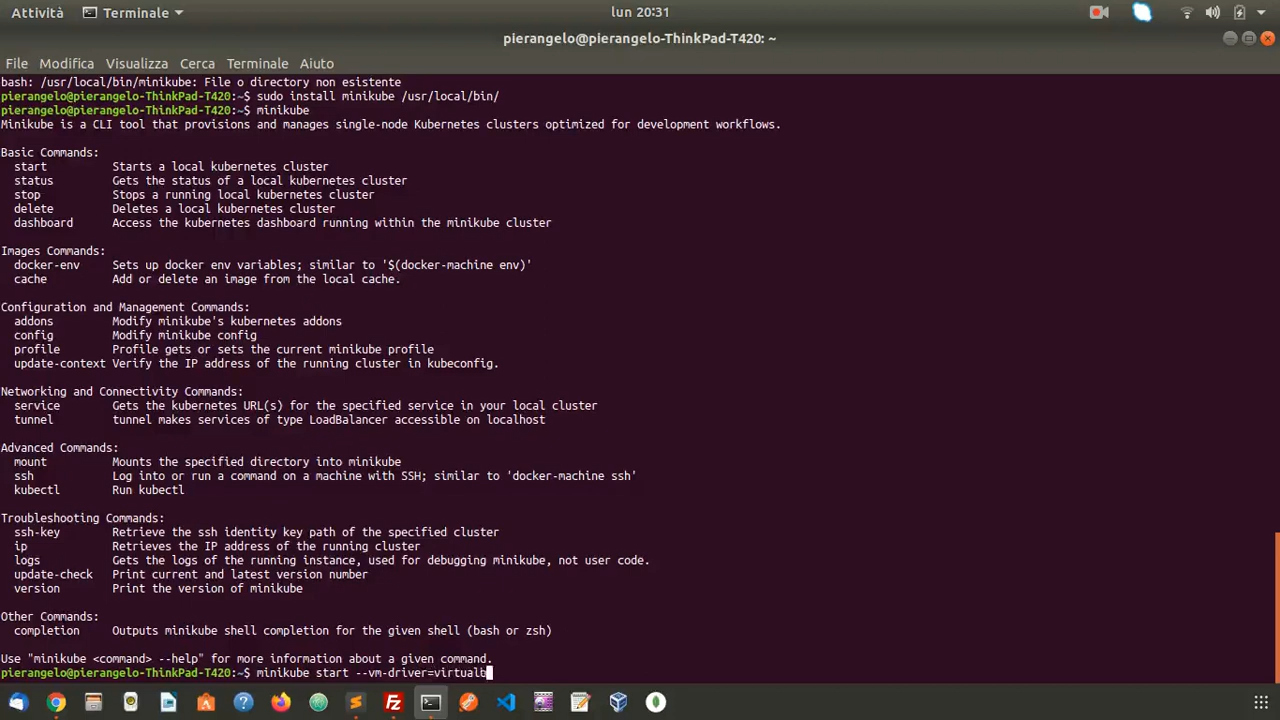 Attività Terminale lun 20:31
pierangelo@pierangelo-ThinkPad-T420: ~
File Modifica Visualizza Cerca Terminale Aiuto
bash: /usr/local/bin/minikube: File o directory non esistente
pierangelo@pierangelo-ThinkPad-T420:~$ sudo install minikube /usr/local/bin/
pierangelo@pierangelo-ThinkPad-T420:~$ minikube
Minikube is a CLI tool that provisions and manages single-node Kubernetes clusters optimized for development workflows.
Basic Commands:
start Starts a local kubernetes cluster
status Gets the status of a local kubernetes cluster
stop Stops a running local kubernetes cluster
delete Deletes a local kubernetes cluster
dashboard Access the kubernetes dashboard running within the minikube cluster
Images Commands:
docker-env Sets up docker env variables; similar to '$(docker-machine env)'
cache Add or delete an image from the local cache.
Configuration and Management Commands:
addons Modify minikube's kubernetes addons
config Modify minikube config
profile Profile gets or sets the current minikube profile
update-context Verify the IP address of the running cluster in kubeconfig.
Networking and Connectivity Commands:
service Gets the kubernetes URL(s) for the specified service in your local cluster
tunnel tunnel makes services of type LoadBalancer accessible on localhost
Advanced Commands:
mount Mounts the specified directory into minikube
ssh Log into or run a command on a machine with SSH; similar to 'docker-machine ssh'
kubectl Run kubectl
Troubleshooting Commands:
ssh-key Retrieve the ssh identity key path of the specified cluster
ip Retrieves the IP address of the running cluster
logs Gets the logs of the running instance, used for debugging minikube, not user code.
update-check Print current and latest version number
version Print the version of minikube
Other Commands:
completion Outputs minikube shell completion for the given shell (bash or zsh)
Use "minikube <command> --help" for more information about a given command.
pierangelo@pierangelo-ThinkPad-T420:~$ minikube start --vm-driver=virtualb